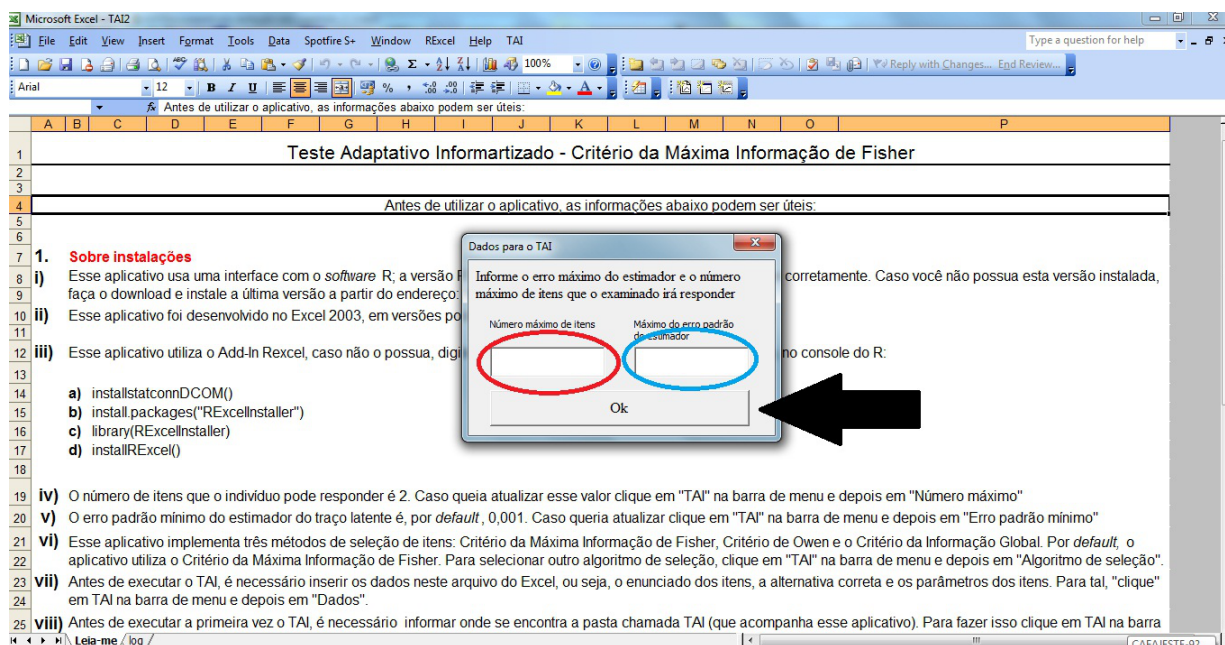 Microsoft Excel - TAI2
File Edit View Insert Format Tools Data Spotfire S+ Window RExcel Help TAI
Type a question for help
100%
Reply with Changes... End Review...
Arial 12 B I U
fx Antes de utilizar o aplicativo, as informações abaixo podem ser úteis:
A B C D E F G H I J K L M N O P
1 Teste Adaptativo Informartizado - Critério da Máxima Informação de Fisher
2
3
4 Antes de utilizar o aplicativo, as informações abaixo podem ser úteis:
5
6
Dados para o TAI
7 1. Sobre instalações
8 i) Esse aplicativo usa uma interface com o software R; a versão corretamente. Caso você não possua esta versão instalada,
9 faça o download e instale a última versão a partir do endereço:
10 ii) Esse aplicativo foi desenvolvido no Excel 2003, em versões
11
12 iii) Esse aplicativo utiliza o Add-In Rexcel, caso não o possua, no console do R:
13
14 a) installstatconnDCOM()
15 b) install.packages("RExcelInstaller")
16 c) library(RExcelInstaller)
17 d) installRExcel()
18
Informe o erro máximo do estimador e o número
máximo de itens que o examinado irá responder
Número máximo de itens
Máximo do erro padrão
do estimador
Ok
19 iv) O número de itens que o indivíduo pode responder é 2. Caso queia atualizar esse valor clique em "TAI" na barra de menu e depois em "Número máximo"
20 v) O erro padrão mínimo do estimador do traço latente é, por default, 0,001. Caso queria atualizar clique em "TAI" na barra de menu e depois em "Erro padrão mínimo"
21 vi) Esse aplicativo implementa três métodos de seleção de itens: Critério da Máxima Informação de Fisher, Critério de Owen e o Critério da Informação Global. Por default, o
22 aplicativo utiliza o Critério da Máxima Informação de Fisher. Para selecionar outro algoritmo de seleção, clique em "TAI" na barra de menu e depois em "Algoritmo de seleção".
23 vii) Antes de executar o TAI, é necessário inserir os dados neste arquivo do Excel, ou seja, o enunciado dos itens, a alternativa correta e os parâmetros dos itens. Para tal, "clique"
24 em TAI na barra de menu e depois em "Dados".
25 viii) Antes de executar a primeira vez o TAI, é necessário informar onde se encontra a pasta chamada TAI (que acompanha esse aplicativo). Para fazer isso clique em TAI na barra
Leia-me / log